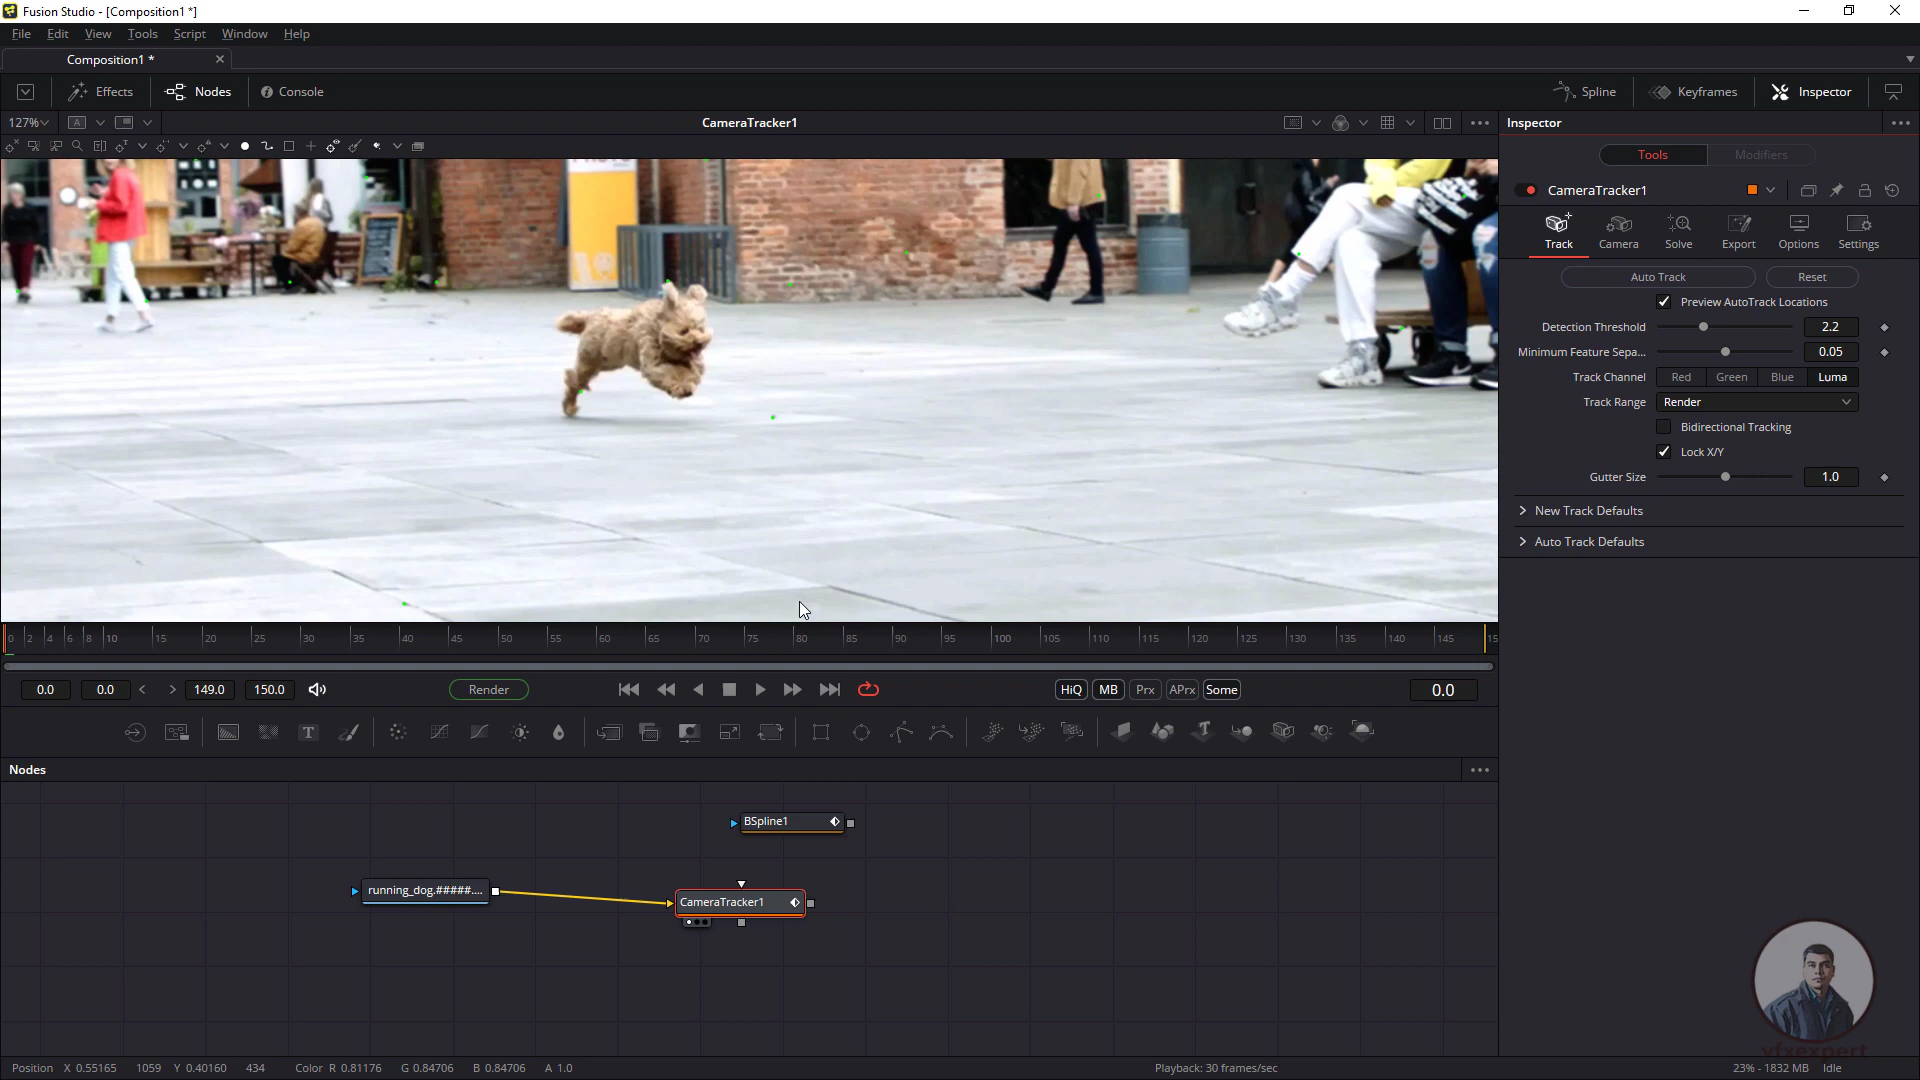 Fusion Studio - [Composition1 *]
File Edit View Tools Script Window Help
Composition1 *
Effects Nodes Console Spline Keyframes Inspector
127% A CameraTracker1 Inspector
Tools Modifiers
CameraTracker1
Track Camera Solve Export Options Settings
Auto Track Reset
Preview AutoTrack Locations
Detection Threshold 2.2
Minimum Feature Sepa... 0.05
Track Channel Red Green Blue Luma
Track Range Render
Bidirectional Tracking
Lock X/Y
Gutter Size 1.0
New Track Defaults
Auto Track Defaults
0 2 4 6 8 10 15 20 25 30 35 40 45 50 55 60 65 70 75 80 85 90 95 100 105 110 115 120 125 130 135 140 145 15
0.0 0.0 149.0 150.0 Render HiQ MB Prx APrx Some 0.0
T T
Nodes
BSpline1
running_dog.#####....
CameraTracker1
vfxexpert
Position X 0.55165 1059 Y 0.40160 434 Color R 0.81176 G 0.84706 B 0.84706 A 1.0 Playback: 30 frames/sec 23% - 1832 MB Idle